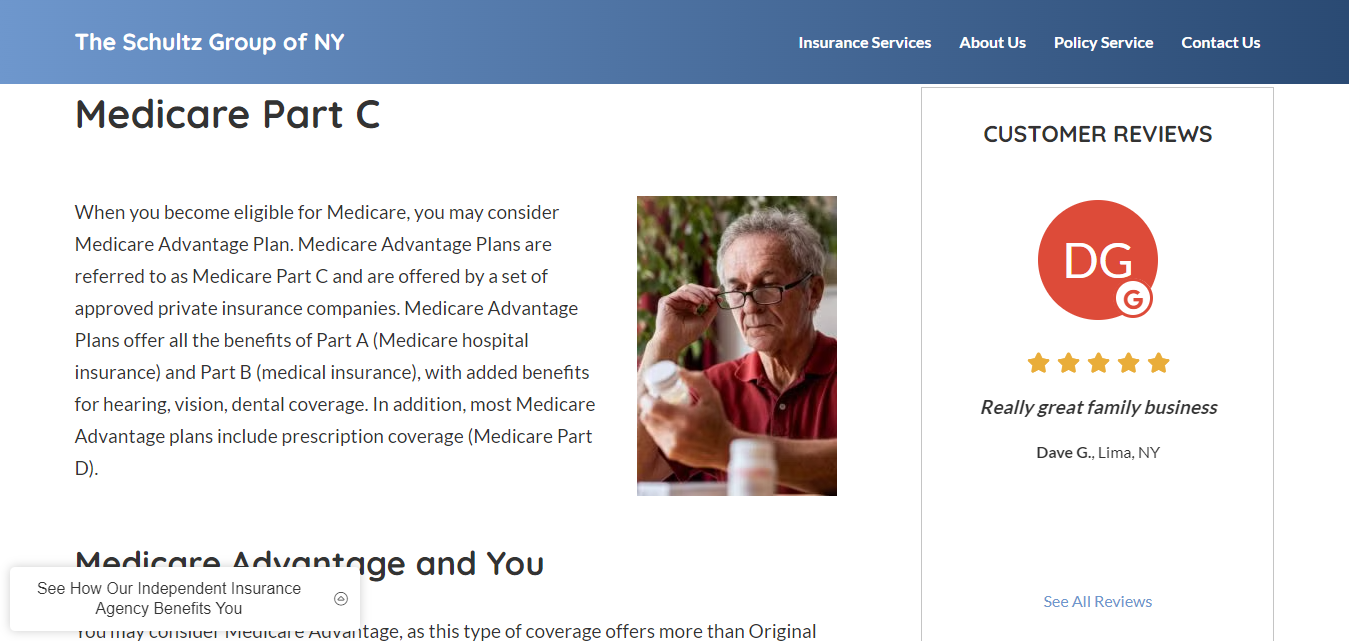 The Schultz Group of NY
Insurance Services About Us Policy Service Contact Us
Medicare Part C
When you become eligible for Medicare, you may consider
Medicare Advantage Plan. Medicare Advantage Plans are
referred to as Medicare Part C and are offered by a set of
approved private insurance companies. Medicare Advantage
Plans offer all the benefits of Part A (Medicare hospital
insurance) and Part B (medical insurance), with added benefits
for hearing, vision, dental coverage. In addition, most Medicare
Advantage plans include prescription coverage (Medicare Part
D).
Medicare Advantage and You
You may consider Medicare Advantage, as this type of coverage offers more than Original
See How Our Independent Insurance
Agency Benefits You
CUSTOMER REVIEWS
DG
G
Really great family business
Dave G., Lima, NY
See All Reviews